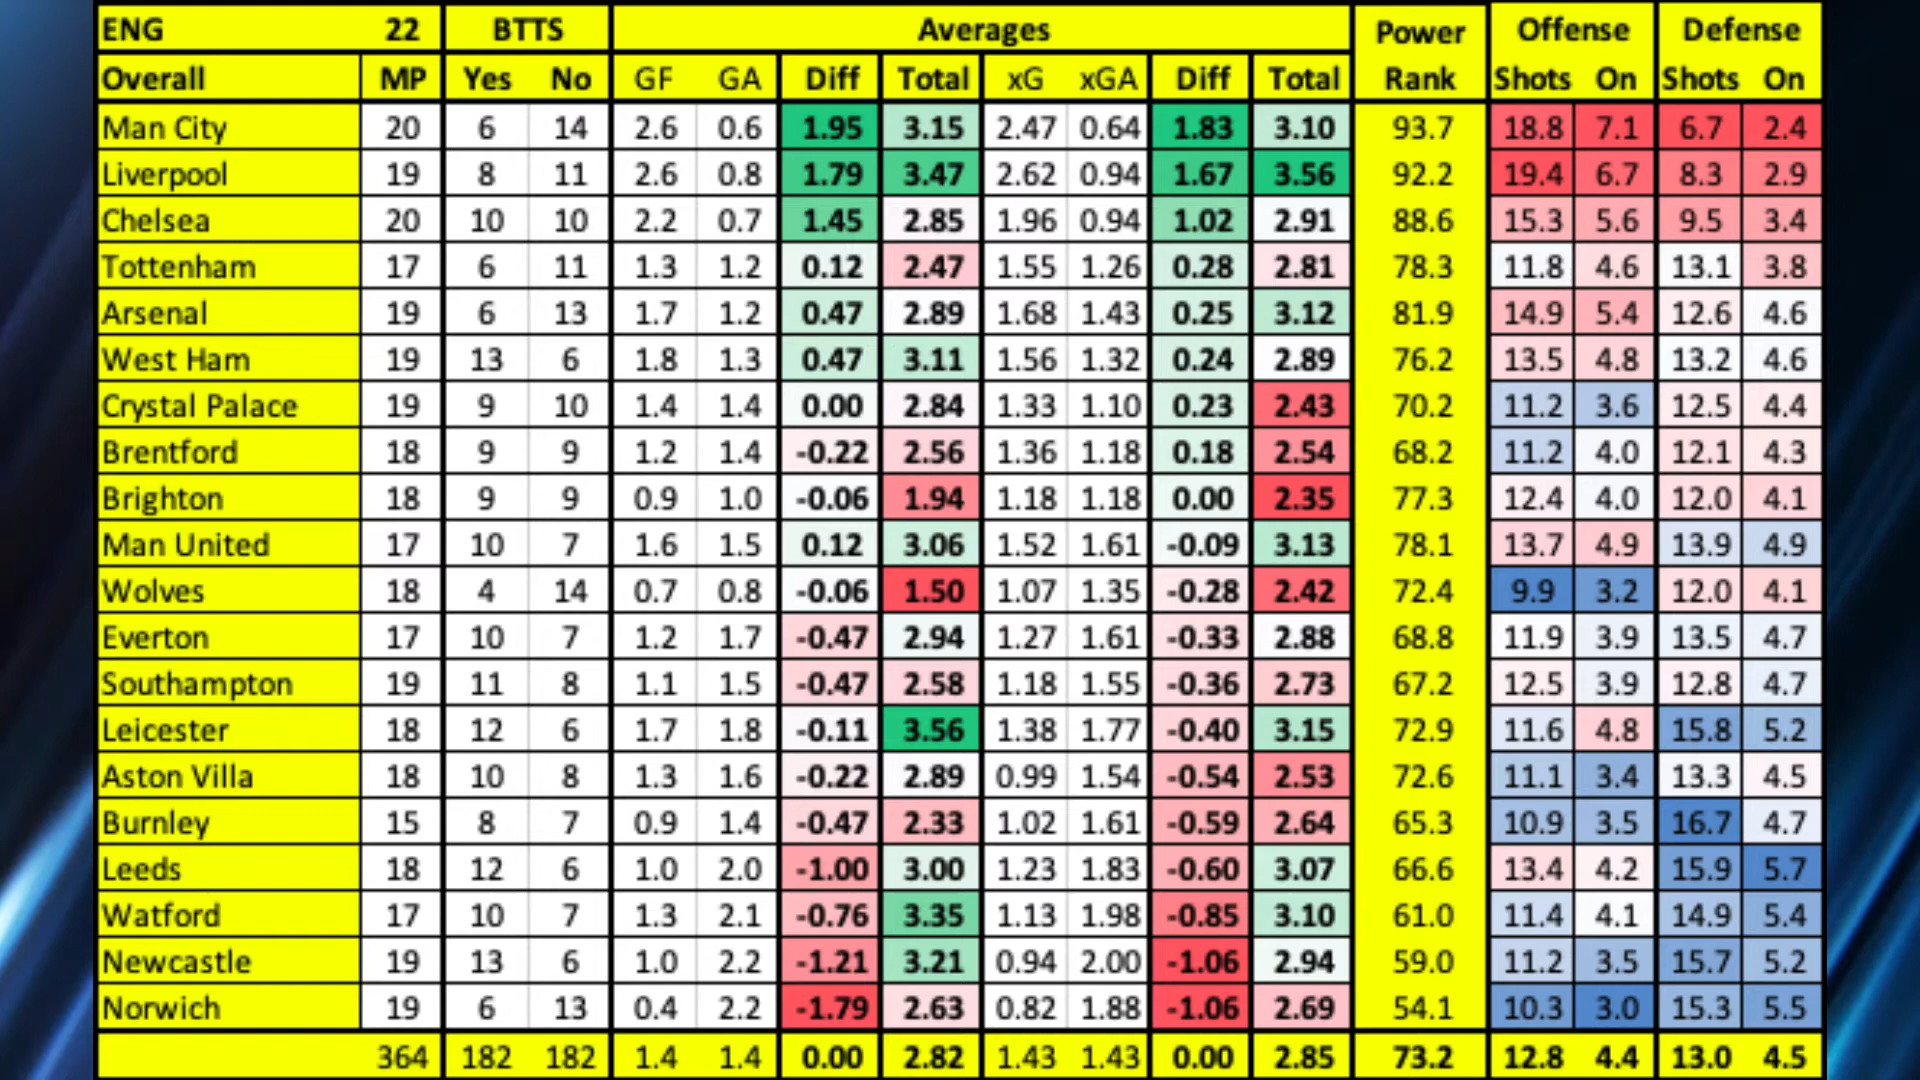 ENG 22 BTTS Averages Power Offense Defense
Overall MP Yes No GF GA Diff Total xG xGA Diff Total Rank Shots On Shots On
Man City 20 6 14 2.6 0.6 1.95 3.15 2.47 0.64 1.83 3.10 93.7 18.8 7.1 6.7 2.4
Liverpool 19 8 11 2.6 0.8 1.79 3.47 2.62 0.94 1.67 3.56 92.2 19.4 6.7 8.3 2.9
Chelsea 20 10 10 2.2 0.7 1.45 2.85 1.96 0.94 1.02 2.91 88.6 15.3 5.6 9.5 3.4
Tottenham 17 6 11 1.3 1.2 0.12 2.47 1.55 1.26 0.28 2.81 78.3 11.8 4.6 13.1 3.8
Arsenal 19 6 13 1.7 1.2 0.47 2.89 1.68 1.43 0.25 3.12 81.9 14.9 5.4 12.6 4.6
West Ham 19 13 6 1.8 1.3 0.47 3.11 1.56 1.32 0.24 2.89 76.2 13.5 4.8 13.2 4.6
Crystal Palace 19 9 10 1.4 1.4 0.00 2.84 1.33 1.10 0.23 2.43 70.2 11.2 3.6 12.5 4.4
Brentford 18 9 9 1.2 1.4 -0.22 2.56 1.36 1.18 0.18 2.54 68.2 11.2 4.0 12.1 4.3
Brighton 18 9 9 0.9 1.0 -0.06 1.94 1.18 1.18 0.00 2.35 77.3 12.4 4.0 12.0 4.1
Man United 17 10 7 1.6 1.5 0.12 3.06 1.52 1.61 -0.09 3.13 78.1 13.7 4.9 13.9 4.9
Wolves 18 4 14 0.7 0.8 -0.06 1.50 1.07 1.35 -0.28 2.42 72.4 9.9 3.2 12.0 4.1
Everton 17 10 7 1.2 1.7 -0.47 2.94 1.27 1.61 -0.33 2.88 68.8 11.9 3.9 13.5 4.7
Southampton 19 11 8 1.1 1.5 -0.47 2.58 1.18 1.55 -0.36 2.73 67.2 12.5 3.9 12.8 4.7
Leicester 18 12 6 1.7 1.8 -0.11 3.56 1.38 1.77 -0.40 3.15 72.9 11.6 4.8 15.8 5.2
Aston Villa 18 10 8 1.3 1.6 -0.22 2.89 0.99 1.54 -0.54 2.53 72.6 11.1 3.4 13.3 4.5
Burnley 15 8 7 0.9 1.4 -0.47 2.33 1.02 1.61 -0.59 2.64 65.3 10.9 3.5 16.7 4.7
Leeds 18 12 6 1.0 2.0 -1.00 3.00 1.23 1.83 -0.60 3.07 66.6 13.4 4.2 15.9 5.7
Watford 17 10 7 1.3 2.1 -0.76 3.35 1.13 1.98 -0.85 3.10 61.0 11.4 4.1 14.9 5.4
Newcastle 19 13 6 1.0 2.2 -1.21 3.21 0.94 2.00 -1.06 2.94 59.0 11.2 3.5 15.7 5.2
Norwich 19 6 13 0.4 2.2 -1.79 2.63 0.82 1.88 -1.06 2.69 54.1 10.3 3.0 15.3 5.5
364 182 182 1.4 1.4 0.00 2.82 1.43 1.43 0.00 2.85 73.2 12.8 4.4 13.0 4.5